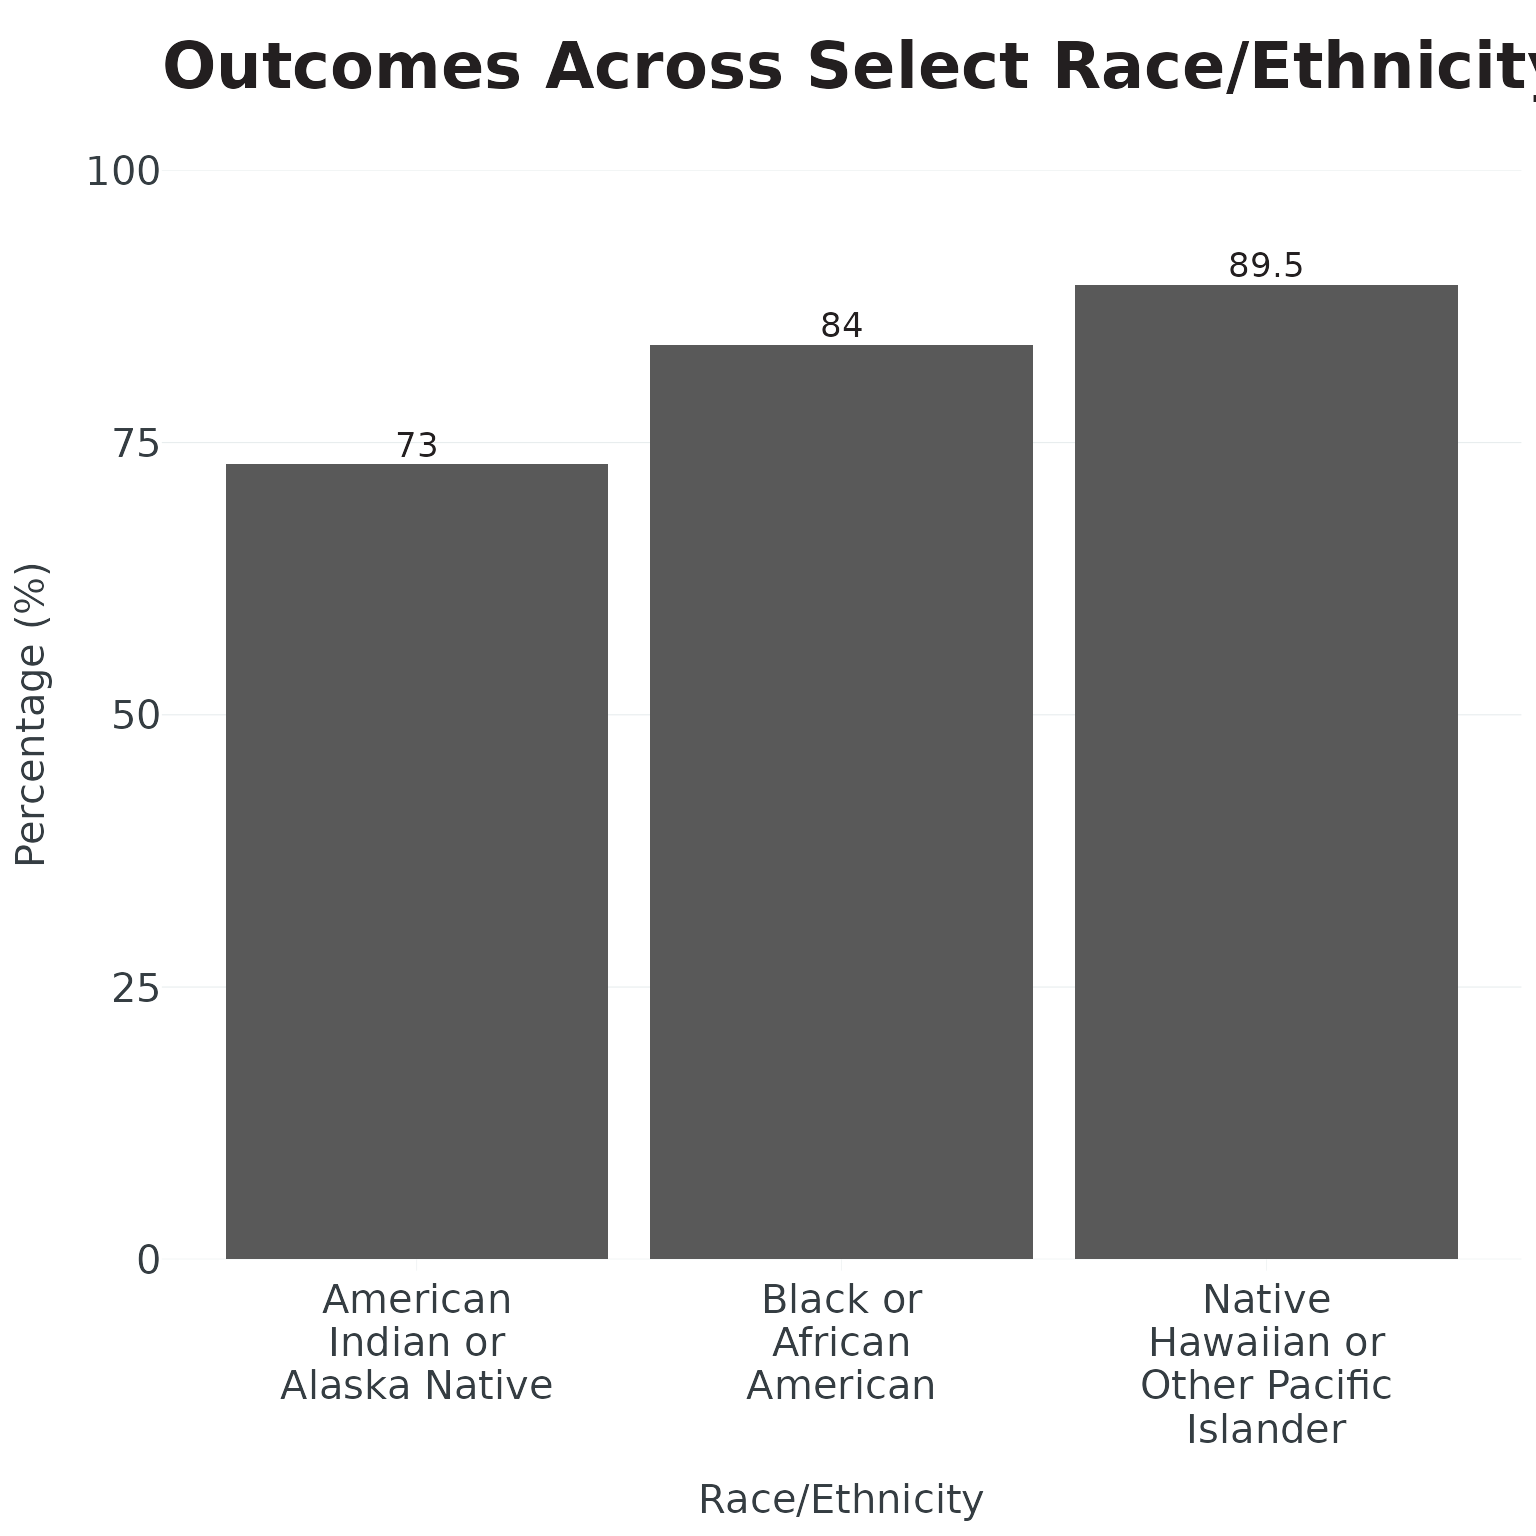 Outcomes Across Select Race/Ethnicity
100
75
50
25
0
Percentage (%)
73
84
89.5
American
Indian or
Alaska Native
Black or
African
American
Native
Hawaiian or
Other Pacific
Islander
Race/Ethnicity